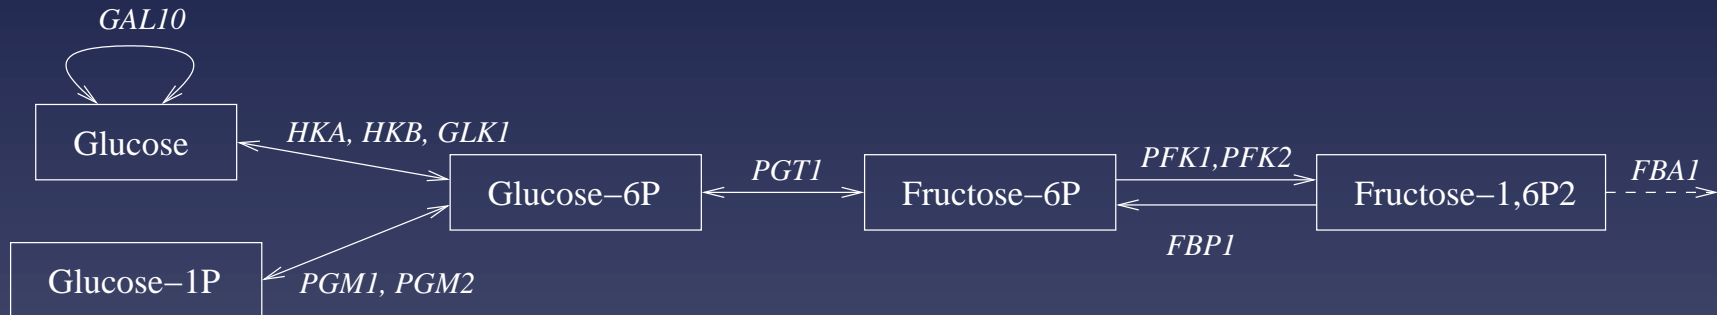 GAL10
Glucose
HKA, HKB, GLK1
Glucose−6P
PGT1
Fructose−6P
PFK1,PFK2
Fructose−1,6P2
FBA1
FBP1
Glucose−1P
PGM1, PGM2